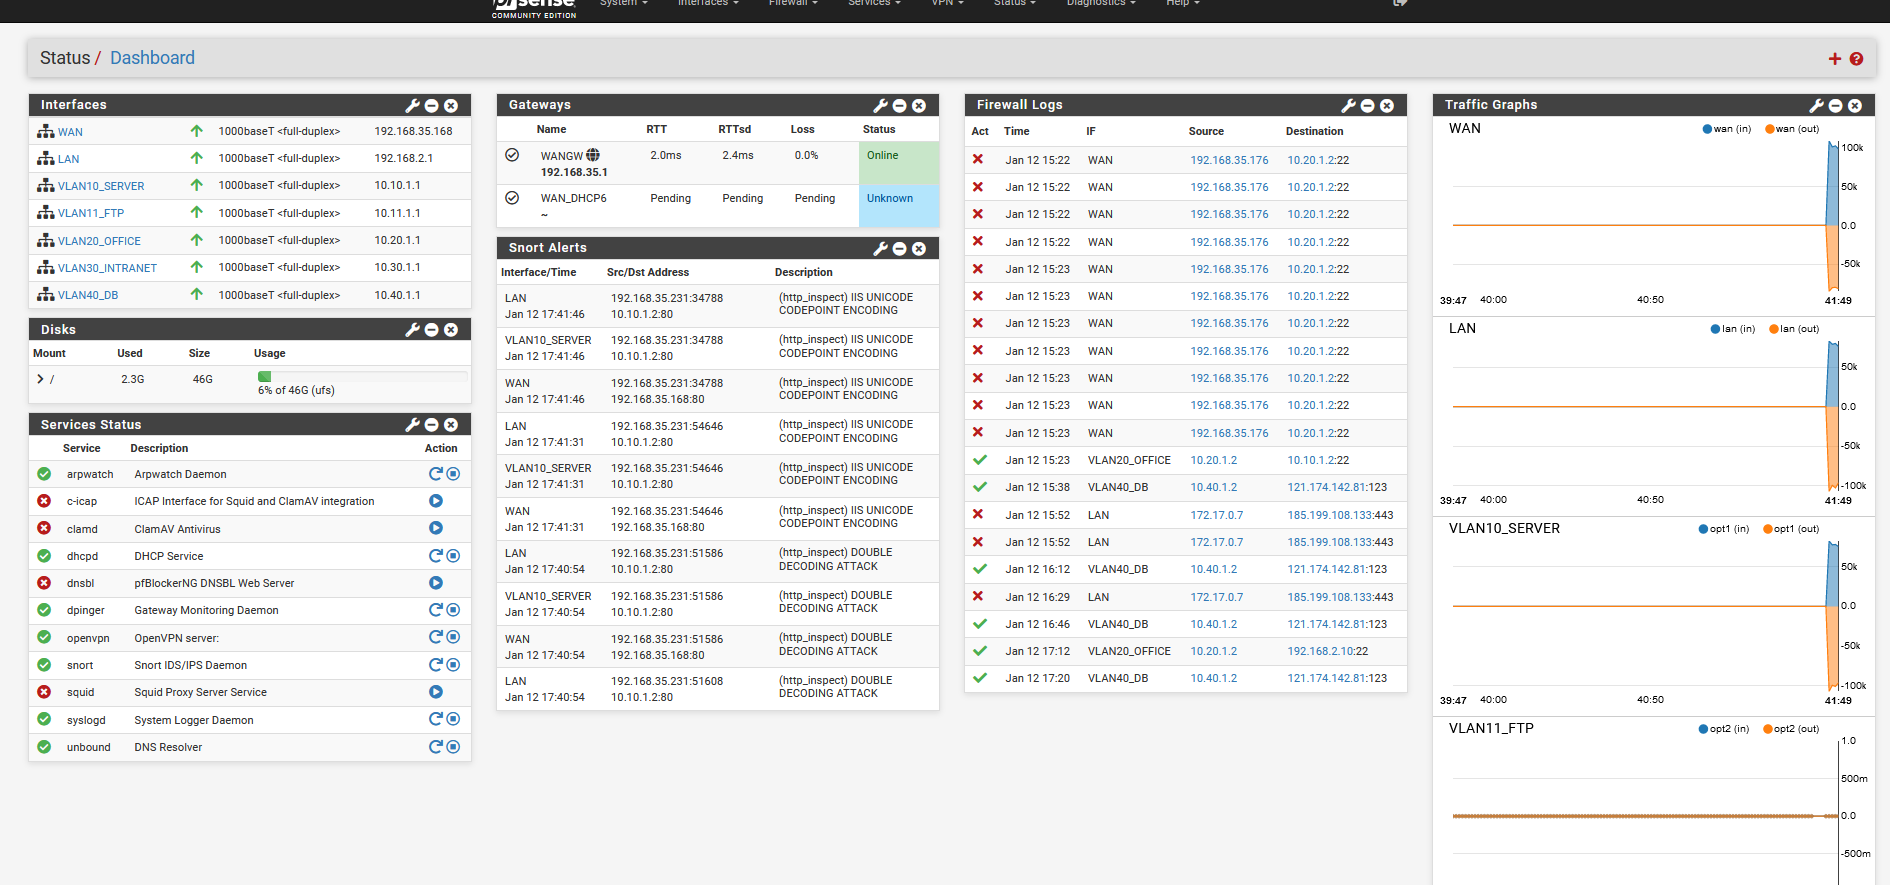 pfsense
COMMUNITY EDITION
System Interfaces Firewall Services VPN Status Diagnostics Help
Status / Dashboard
Interfaces
WAN 1000baseT <full-duplex> 192.168.35.168
LAN 1000baseT <full-duplex> 192.168.2.1
VLAN10_SERVER 1000baseT <full-duplex> 10.10.1.1
VLAN11_FTP 1000baseT <full-duplex> 10.11.1.1
VLAN20_OFFICE 1000baseT <full-duplex> 10.20.1.1
VLAN30_INTRANET 1000baseT <full-duplex> 10.30.1.1
VLAN40_DB 1000baseT <full-duplex> 10.40.1.1
Disks
Mount Used Size Usage
/ 2.3G 46G
6% of 46G (ufs)
Services Status
Service Description Action
arpwatch Arpwatch Daemon
c-icap ICAP Interface for Squid and ClamAV integration
clamd ClamAV Antivirus
dhcpd DHCP Service
dnsbl pfBlockerNG DNSBL Web Server
dpinger Gateway Monitoring Daemon
openvpn OpenVPN server:
snort Snort IDS/IPS Daemon
squid Squid Proxy Server Service
syslogd System Logger Daemon
unbound DNS Resolver
Gateways
Name RTT RTTsd Loss Status
WANGW 2.0ms 2.4ms 0.0% Online
192.168.35.1
WAN_DHCP6 Pending Pending Pending Unknown
~
Snort Alerts
Interface/Time Src/Dst Address Description
LAN 192.168.35.231:34788 (http_inspect) IIS UNICODE
Jan 12 17:41:46 10.10.1.2:80 CODEPOINT ENCODING
VLAN10_SERVER 192.168.35.231:34788 (http_inspect) IIS UNICODE
Jan 12 17:41:46 10.10.1.2:80 CODEPOINT ENCODING
WAN 192.168.35.231:34788 (http_inspect) IIS UNICODE
Jan 12 17:41:46 192.168.35.168:80 CODEPOINT ENCODING
LAN 192.168.35.231:54646 (http_inspect) IIS UNICODE
Jan 12 17:41:31 10.10.1.2:80 CODEPOINT ENCODING
VLAN10_SERVER 192.168.35.231:54646 (http_inspect) IIS UNICODE
Jan 12 17:41:31 10.10.1.2:80 CODEPOINT ENCODING
WAN 192.168.35.231:54646 (http_inspect) IIS UNICODE
Jan 12 17:41:31 192.168.35.168:80 CODEPOINT ENCODING
LAN 192.168.35.231:51586 (http_inspect) DOUBLE
Jan 12 17:40:54 10.10.1.2:80 DECODING ATTACK
VLAN10_SERVER 192.168.35.231:51586 (http_inspect) DOUBLE
Jan 12 17:40:54 10.10.1.2:80 DECODING ATTACK
WAN 192.168.35.231:51586 (http_inspect) DOUBLE
Jan 12 17:40:54 192.168.35.168:80 DECODING ATTACK
LAN 192.168.35.231:51608 (http_inspect) DOUBLE
Jan 12 17:40:54 10.10.1.2:80 DECODING ATTACK
Firewall Logs
Act Time IF Source Destination
Jan 12 15:22 WAN 192.168.35.176 10.20.1.2:22
Jan 12 15:22 WAN 192.168.35.176 10.20.1.2:22
Jan 12 15:22 WAN 192.168.35.176 10.20.1.2:22
Jan 12 15:22 WAN 192.168.35.176 10.20.1.2:22
Jan 12 15:23 WAN 192.168.35.176 10.20.1.2:22
Jan 12 15:23 WAN 192.168.35.176 10.20.1.2:22
Jan 12 15:23 WAN 192.168.35.176 10.20.1.2:22
Jan 12 15:23 WAN 192.168.35.176 10.20.1.2:22
Jan 12 15:23 WAN 192.168.35.176 10.20.1.2:22
Jan 12 15:23 WAN 192.168.35.176 10.20.1.2:22
Jan 12 15:23 WAN 192.168.35.176 10.20.1.2:22
Jan 12 15:23 VLAN20_OFFICE 10.20.1.2 10.10.1.2:22
Jan 12 15:38 VLAN40_DB 10.40.1.2 121.174.142.81:123
Jan 12 15:52 LAN 172.17.0.7 185.199.108.133:443
Jan 12 15:52 LAN 172.17.0.7 185.199.108.133:443
Jan 12 16:12 VLAN40_DB 10.40.1.2 121.174.142.81:123
Jan 12 16:29 LAN 172.17.0.7 185.199.108.133:443
Jan 12 16:46 VLAN40_DB 10.40.1.2 121.174.142.81:123
Jan 12 17:12 VLAN20_OFFICE 10.20.1.2 192.168.2.10:22
Jan 12 17:20 VLAN40_DB 10.40.1.2 121.174.142.81:123
Traffic Graphs
WAN wan (in) wan (out)
100k
50k
0.0
-50k
39:47 40:00 40:50 41:49
LAN lan (in) lan (out)
50k
0.0
-50k
-100k
39:47 40:00 40:50 41:49
VLAN10_SERVER opt1 (in) opt1 (out)
50k
0.0
-50k
-100k
39:47 40:00 40:50 41:49
VLAN11_FTP opt2 (in) opt2 (out)
1.0
500m
0.0
-500m